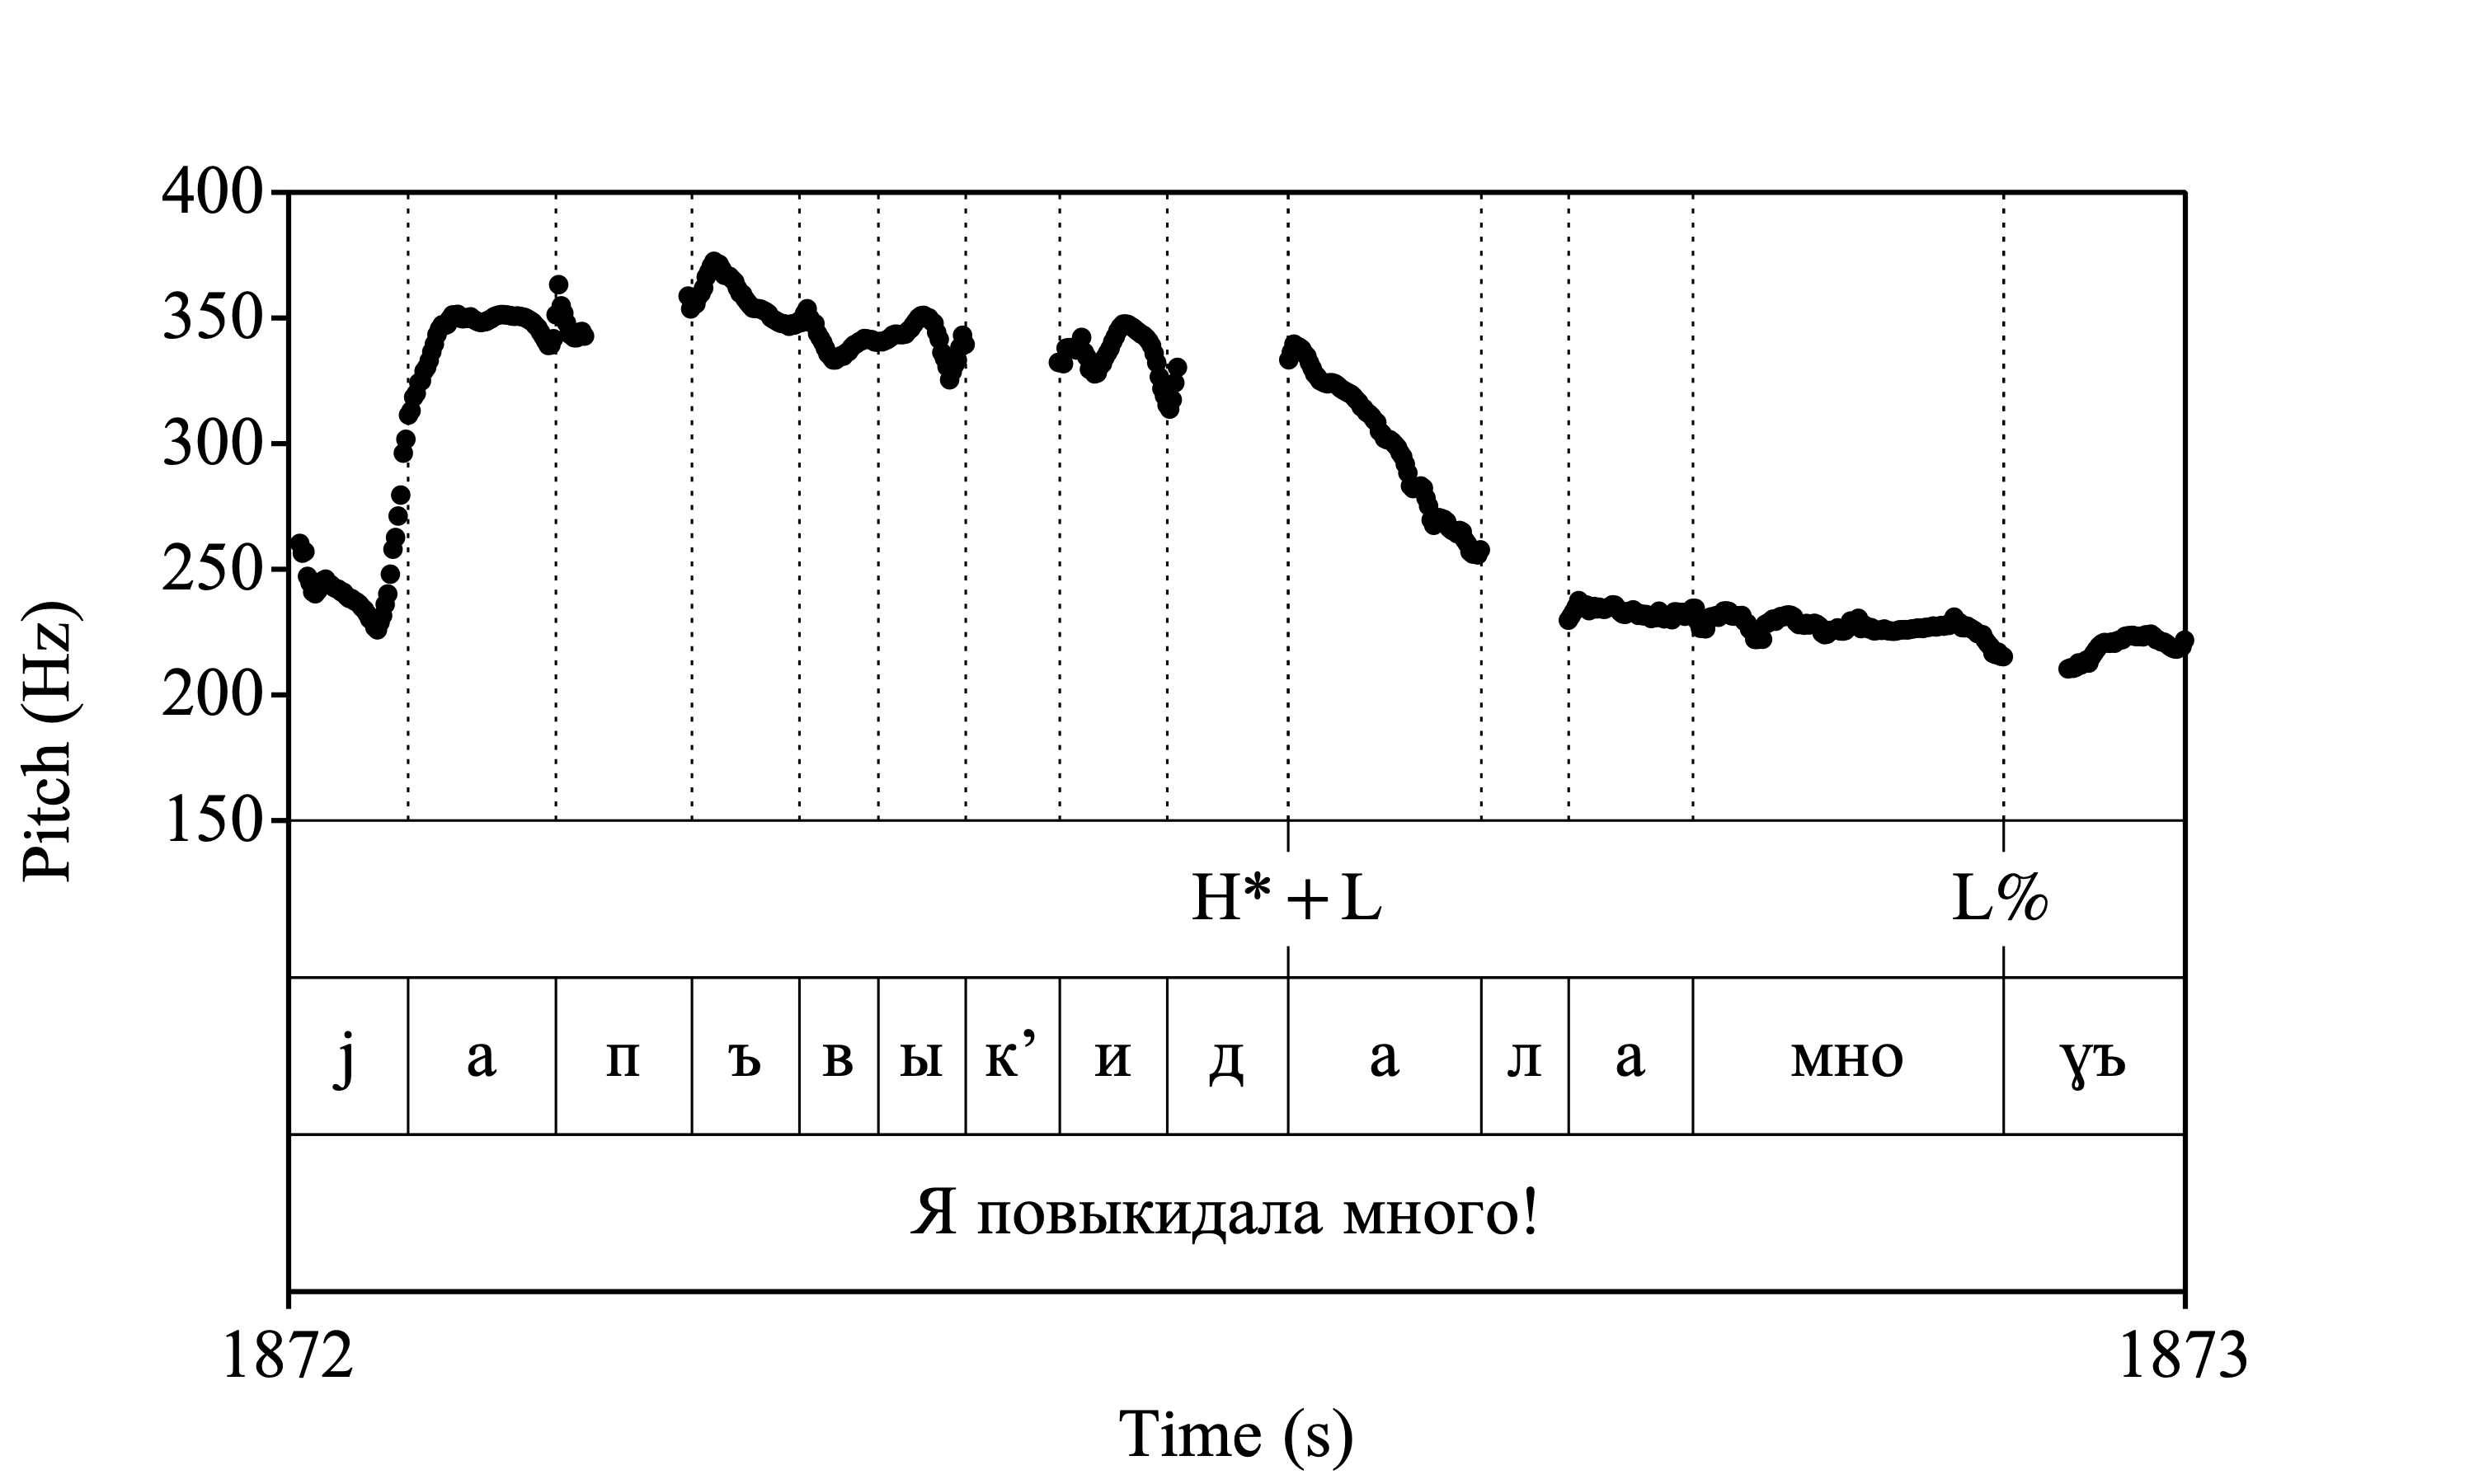 400
350
300
250
200
150
Pitch (Hz)
H* + L L%
j а п ъ в ы к’ и д а л а мно ɣъ
Я повыкидала много!
1872 1873
Time (s)